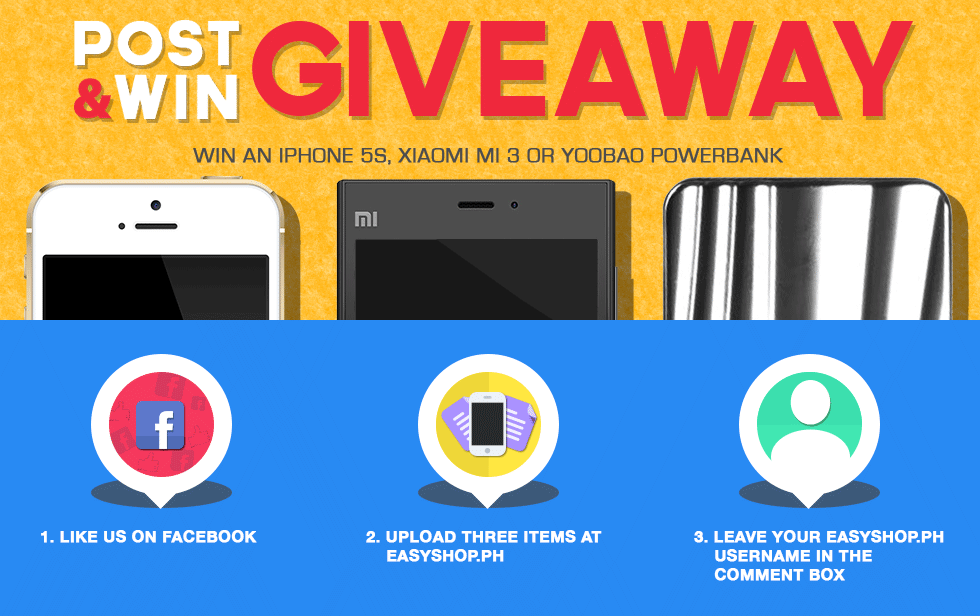 POST
&WIN
GIVEAWAY
WIN AN IPHONE 5S, XIAOMI MI 3 OR YOOBAO POWERBANK
MI
f
1. LIKE US ON FACEBOOK
2. UPLOAD THREE ITEMS AT
EASYSHOP.PH
3. LEAVE YOUR EASYSHOP.PH
USERNAME IN THE
COMMENT BOX